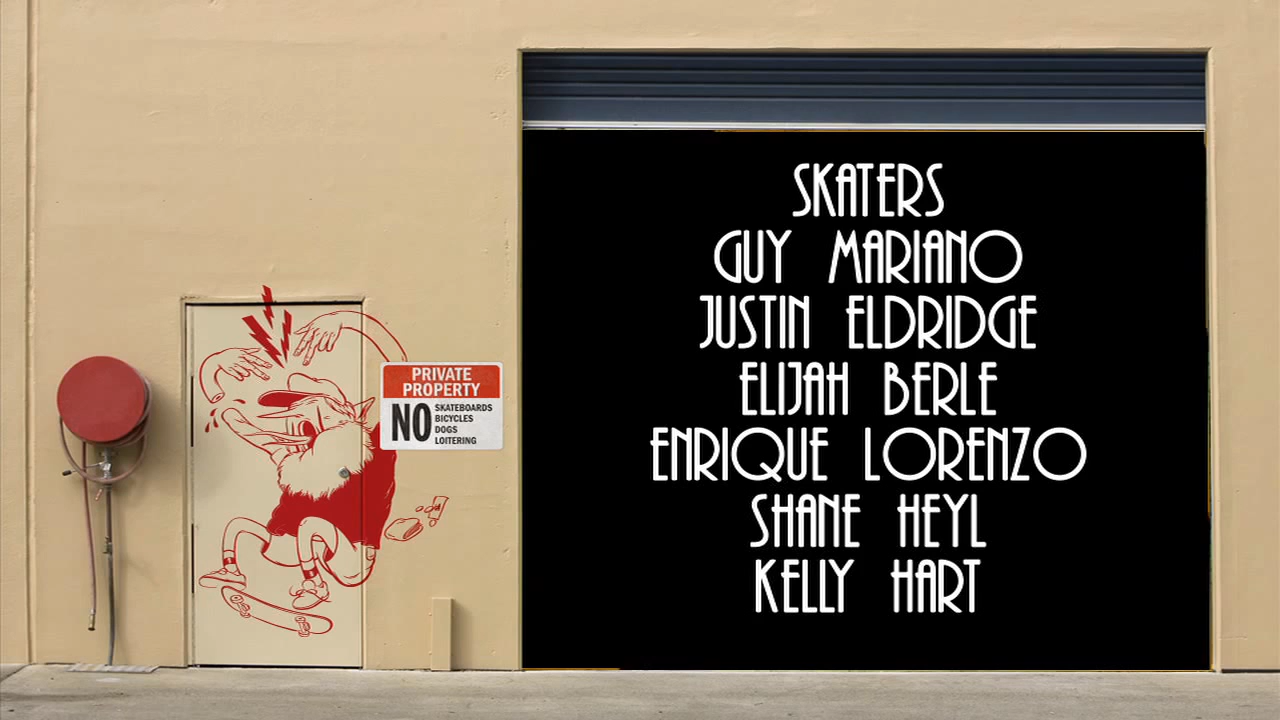 PRIVATE
PROPERTY
NO
SKATEBOARDS
BICYCLES
DOGS
LOITERING
SKATERS
GUY MARIANO
JUSTIN ELDRIDGE
ELIJAH BERLE
ENRIQUE LORENZO
SHANE HEYL
KELLY HART